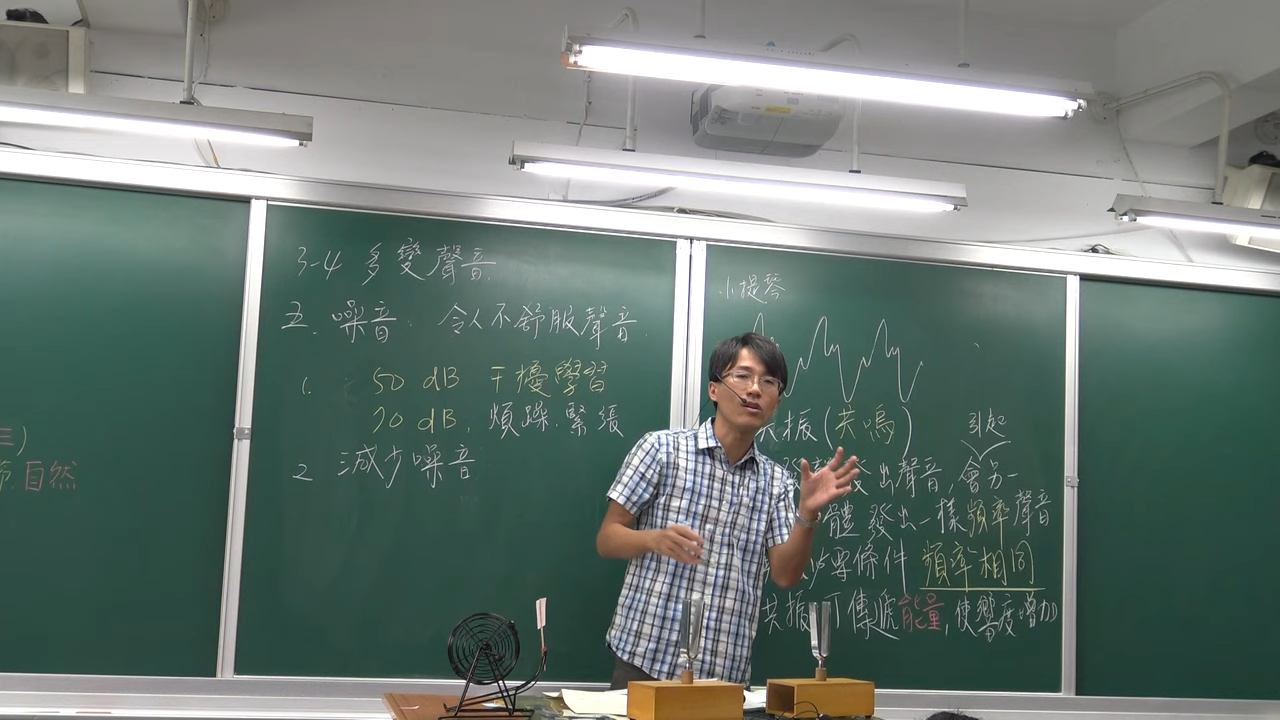 三)
自然
3-4 多變聲音
五. 噪音: 令人不舒服聲音
1. 50 dB 干擾學習
70 dB, 煩躁.緊張
2 減少噪音
小提琴
共振(共鳴)
引起
出聲音,會另一
體發出一樣頻率聲音
要條件 頻率相同
共振 可傳遞能量,使響度增加